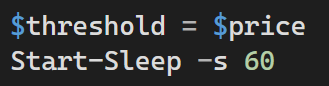 $threshold = $price
Start-Sleep -s 60